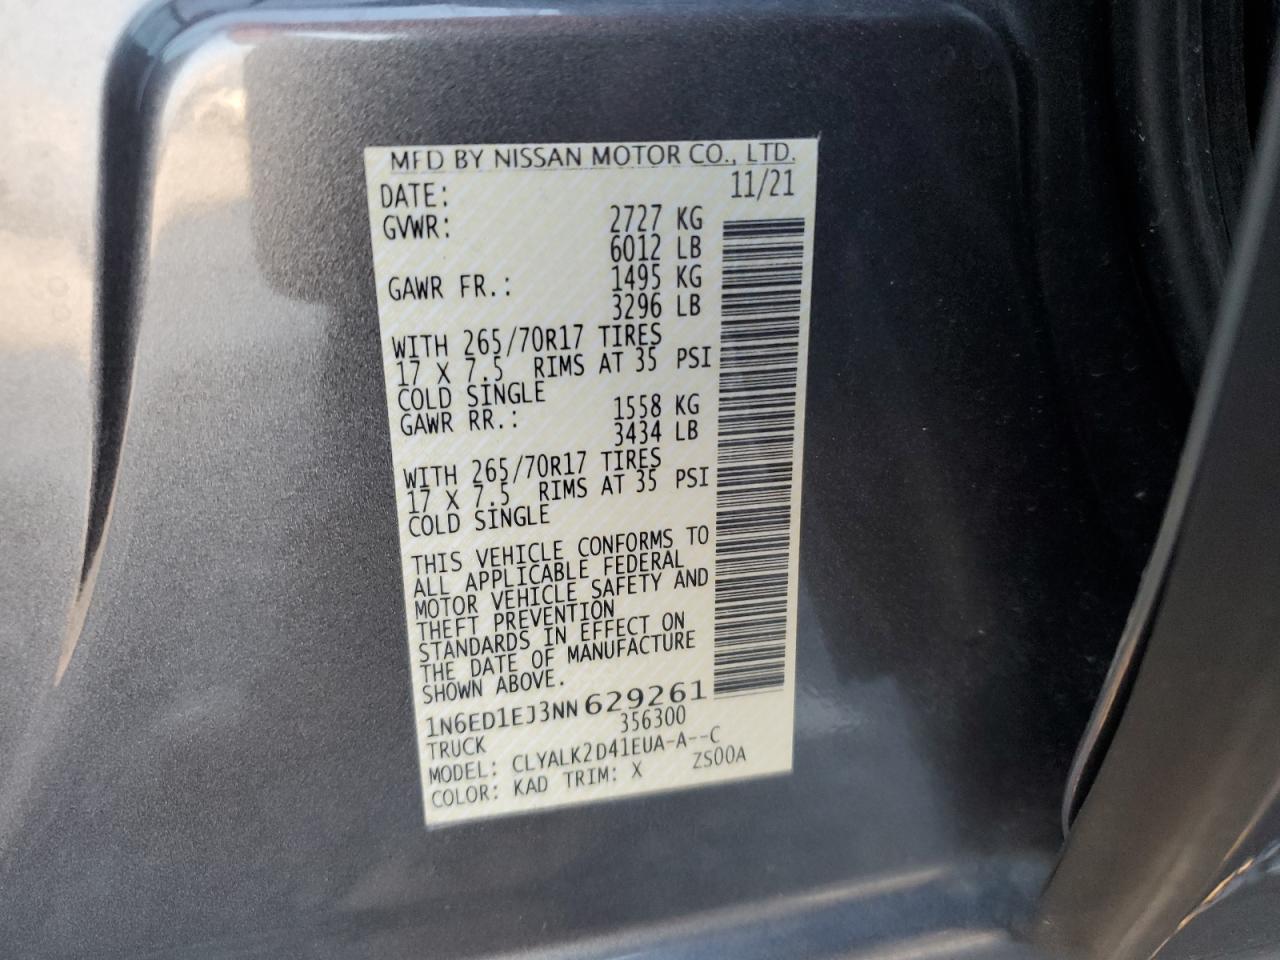 MFD BY NISSAN MOTOR CO., LTD.
DATE: 11/21
GVWR: 2727 KG
6012 LB
GAWR FR.: 1495 KG
3296 LB
WITH 265/70R17 TIRES
17 X 7.5 RIMS AT 35 PSI
COLD SINGLE
GAWR RR.: 1558 KG
3434 LB
WITH 265/70R17 TIRES
17 X 7.5 RIMS AT 35 PSI
COLD SINGLE
THIS VEHICLE CONFORMS TO
ALL APPLICABLE FEDERAL
MOTOR VEHICLE SAFETY AND
THEFT PREVENTION
STANDARDS IN EFFECT ON
THE DATE OF MANUFACTURE
SHOWN ABOVE.
1N6ED1EJ3NN629261
TRUCK 356300
MODEL: CLYALK2D41EUA-A--C
COLOR: KAD TRIM: X ZS00A